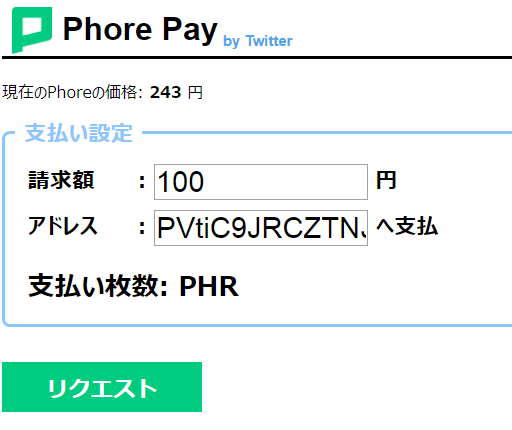 Phore Pay by Twitter
現在のPhoreの価格: 243 円
支払い設定
請求額 : 100 円
アドレス : PVtiC9JRCZTN へ支払
支払い枚数: PHR
リクエスト